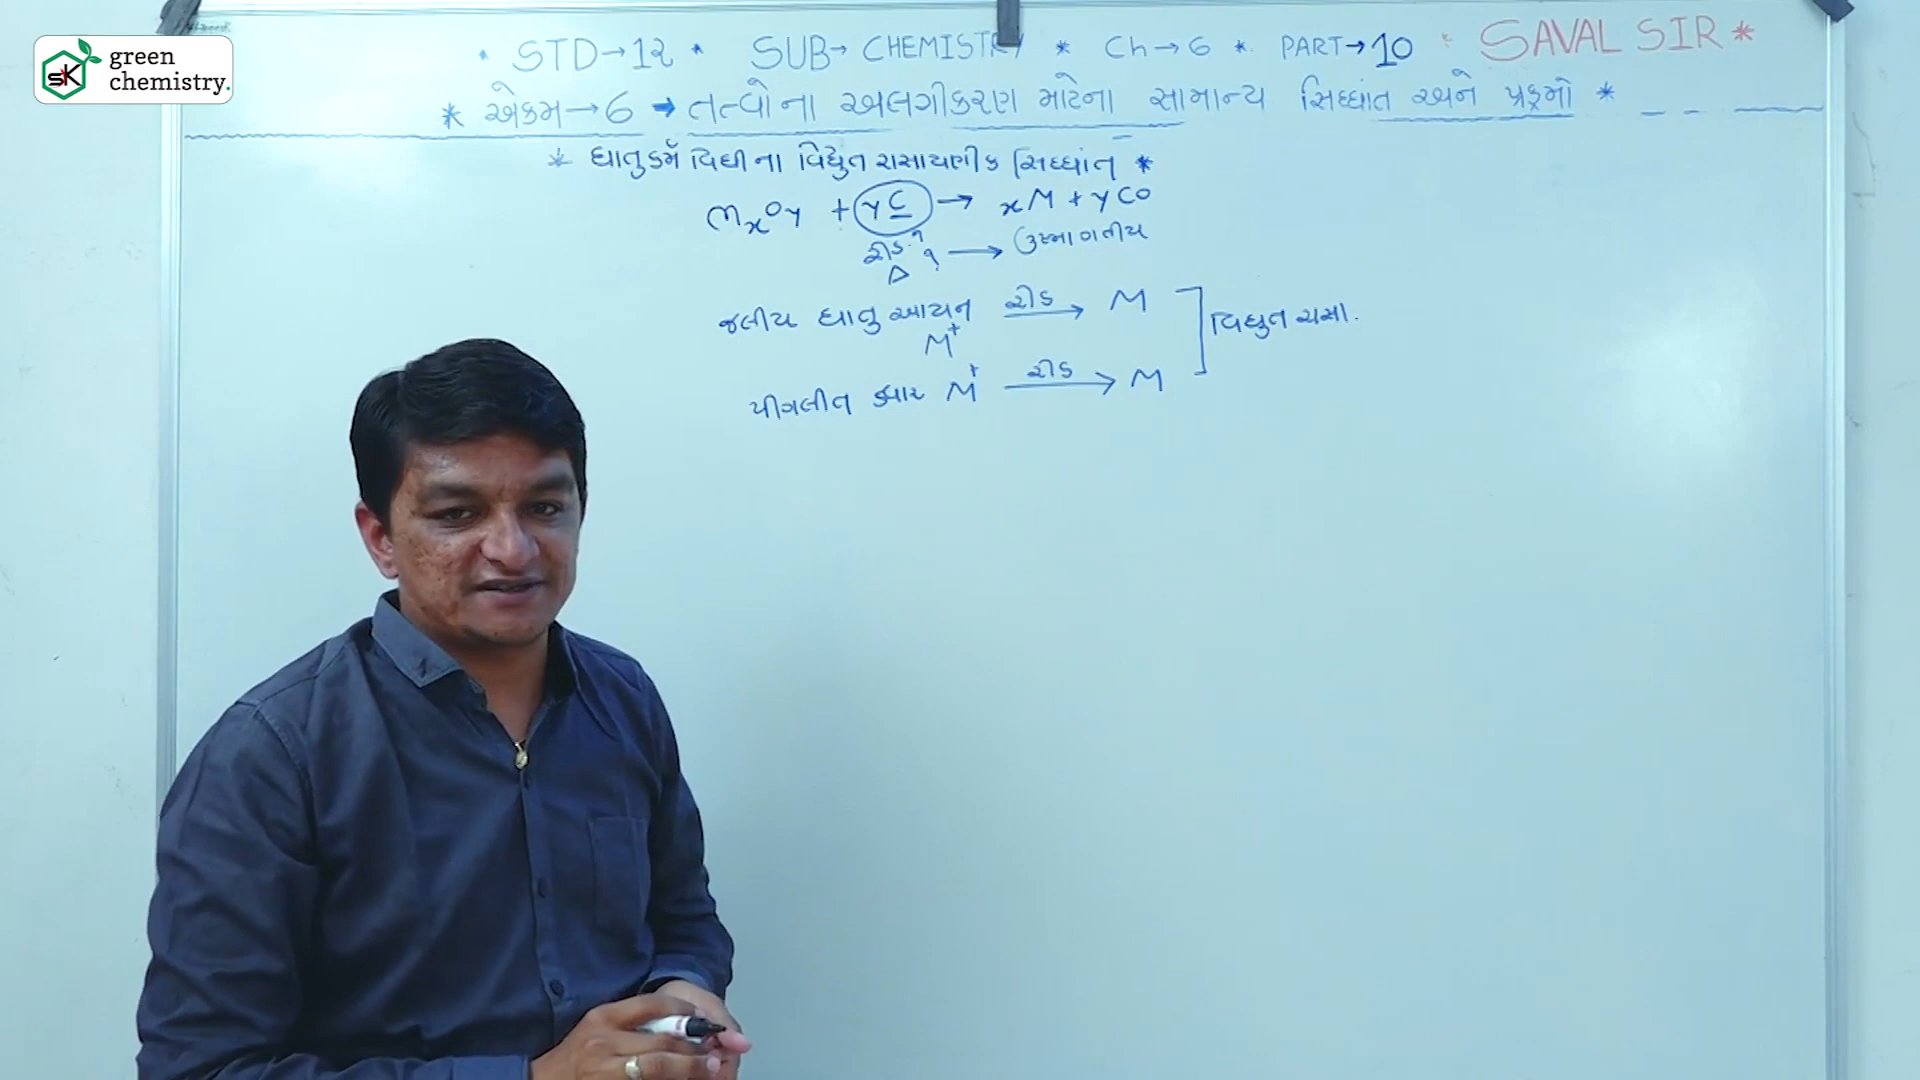 green
chemistry.
SK
* STD→12 * SUB→ CHEMISTRY * Ch→6 * PART→10 * SAVAL SIR *
* એકમ→6 → તત્વોના અલગીકરણ માટેના સામાન્ય સિધ્ધાંત અને પ્રક્રમો *
* ધાતુકર્મ વિધીના વિદ્યુત રાસાયણીક સિધ્ધાંત *
MxOy + yC → xM + yCO
રીડ. ? → ઉષ્માગતીય
Δ
જલીય ધાતુ આયન રીડ → M
M+
વિદ્યુત રસા.
પીગલીત ક્ષાર M+ રીડ → M